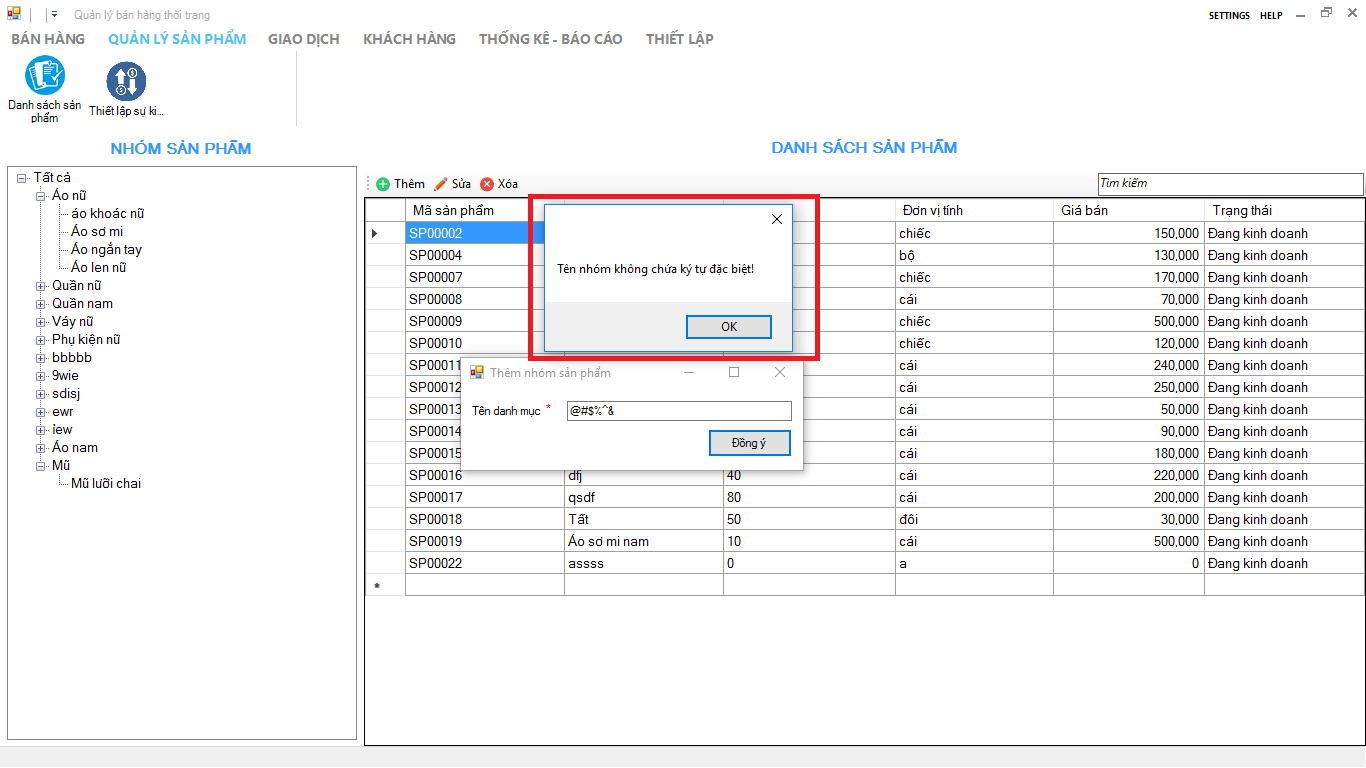 Quản lý bán hàng thời trang
SETTINGS HELP
BÁN HÀNG QUẢN LÝ SẢN PHẨM GIAO DỊCH KHÁCH HÀNG THỐNG KÊ - BÁO CÁO THIẾT LẬP
Danh sách sản phẩm
Thiết lập sự ki...
NHÓM SẢN PHẨM
Tất cả
Áo nữ
áo khoác nữ
Áo sơ mi
Áo ngắn tay
Áo len nữ
Quần nữ
Quần nam
Váy nữ
Phụ kiện nữ
bbbbb
9wie
sdisj
ewr
iew
Áo nam
Mũ
Mũ lưỡi chai
DANH SÁCH SẢN PHẨM
Thêm Sửa Xóa
Tìm kiếm
Mã sản phẩm Đơn vị tính Giá bán Trạng thái
SP00002 chiếc 150,000 Đang kinh doanh
SP00004 bộ 130,000 Đang kinh doanh
SP00007 chiếc 170,000 Đang kinh doanh
SP00008 cái 70,000 Đang kinh doanh
SP00009 chiếc 500,000 Đang kinh doanh
SP00010 chiếc 120,000 Đang kinh doanh
SP00011 cái 240,000 Đang kinh doanh
SP00012 cái 250,000 Đang kinh doanh
SP00013 cái 50,000 Đang kinh doanh
SP00014 cái 90,000 Đang kinh doanh
SP00015 cái 180,000 Đang kinh doanh
SP00016 dfj 40 cái 220,000 Đang kinh doanh
SP00017 qsdf 80 cái 200,000 Đang kinh doanh
SP00018 Tất 50 đôi 30,000 Đang kinh doanh
SP00019 Áo sơ mi nam 10 cái 500,000 Đang kinh doanh
SP00022 assss 0 a 0 Đang kinh doanh
*
Tên nhóm không chứa ký tự đặc biệt!
OK
Thêm nhóm sản phẩm
Tên danh mục * @#$%^&
Đồng ý